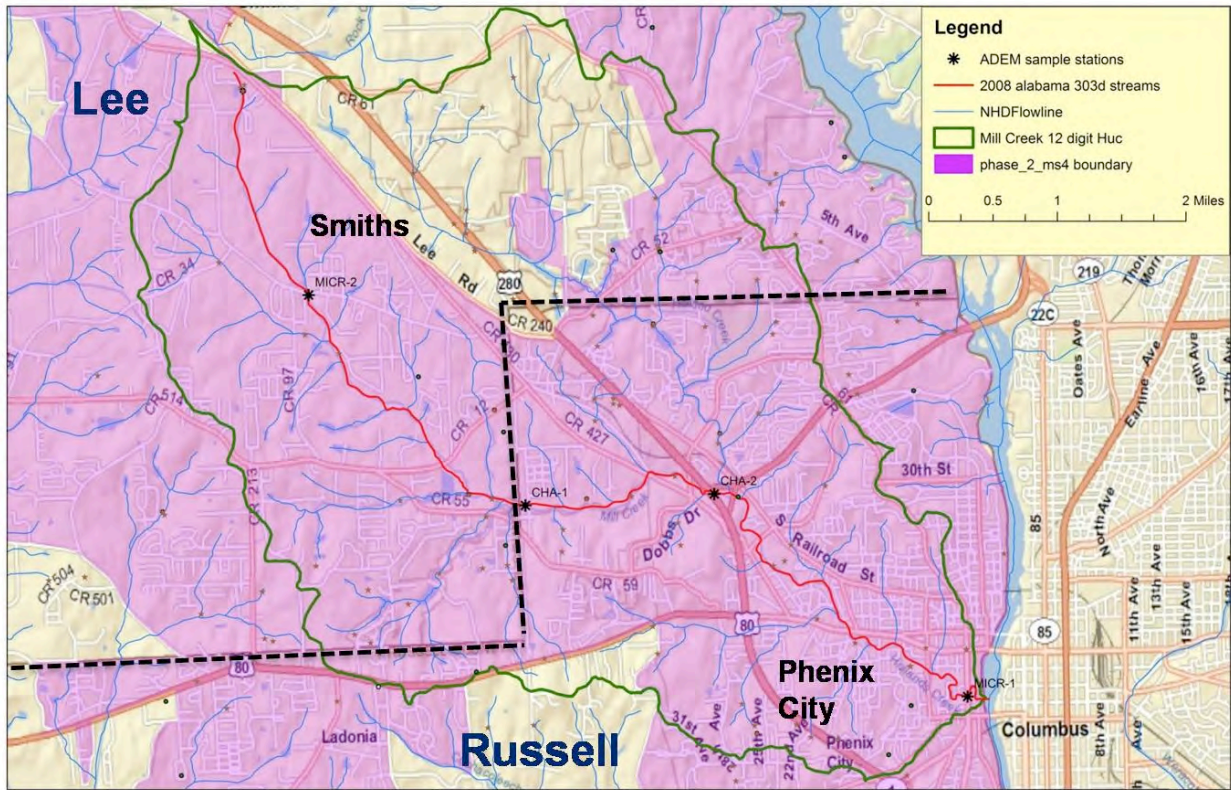 Legend
ADEM sample stations
2008 alabama 303d streams
NHDFlowline
Mill Creek 12 digit Huc
phase_2_ms4 boundary
0 0.5 1 2 Miles
Lee
CR 61
Smiths
Lee Rd
5th Ave
CR 52
280
219
22C
CR 34
MICR-2
CR 240
CR 97
CR 514
CR 12
CR 427
CR 213
CR 55
CHA-1
Mill Creek
CHA-2
30th St
Dobbs Dr
S Railroad St
CR 59
CR 504
CR 501
80
80
85
85
Oates Ave
Earline Ave
16th Ave
North Ave
11th Ave
13th Ave
15th Ave
Phenix
City
MICR-1
Columbus
8th Ave
Ave
Ladonia
Russell
31st Ave
28th Ave
25th Ave
22nd Ave
Phenix
City